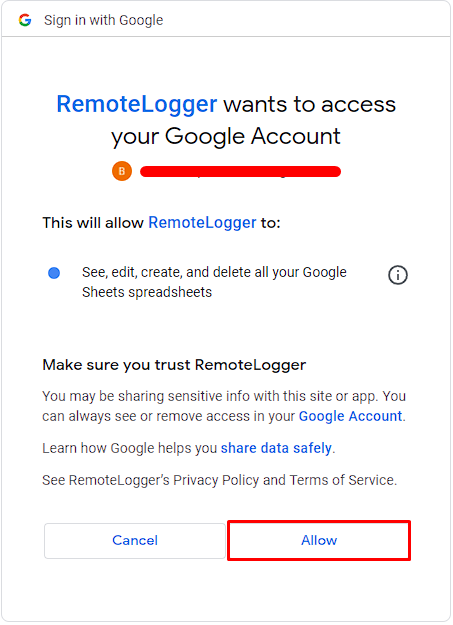 Sign in with Google
RemoteLogger wants to access
your Google Account
B
This will allow RemoteLogger to:
See, edit, create, and delete all your Google
Sheets spreadsheets
Make sure you trust RemoteLogger
You may be sharing sensitive info with this site or app. You
can always see or remove access in your Google Account.
Learn how Google helps you share data safely.
See RemoteLogger's Privacy Policy and Terms of Service.
Cancel
Allow